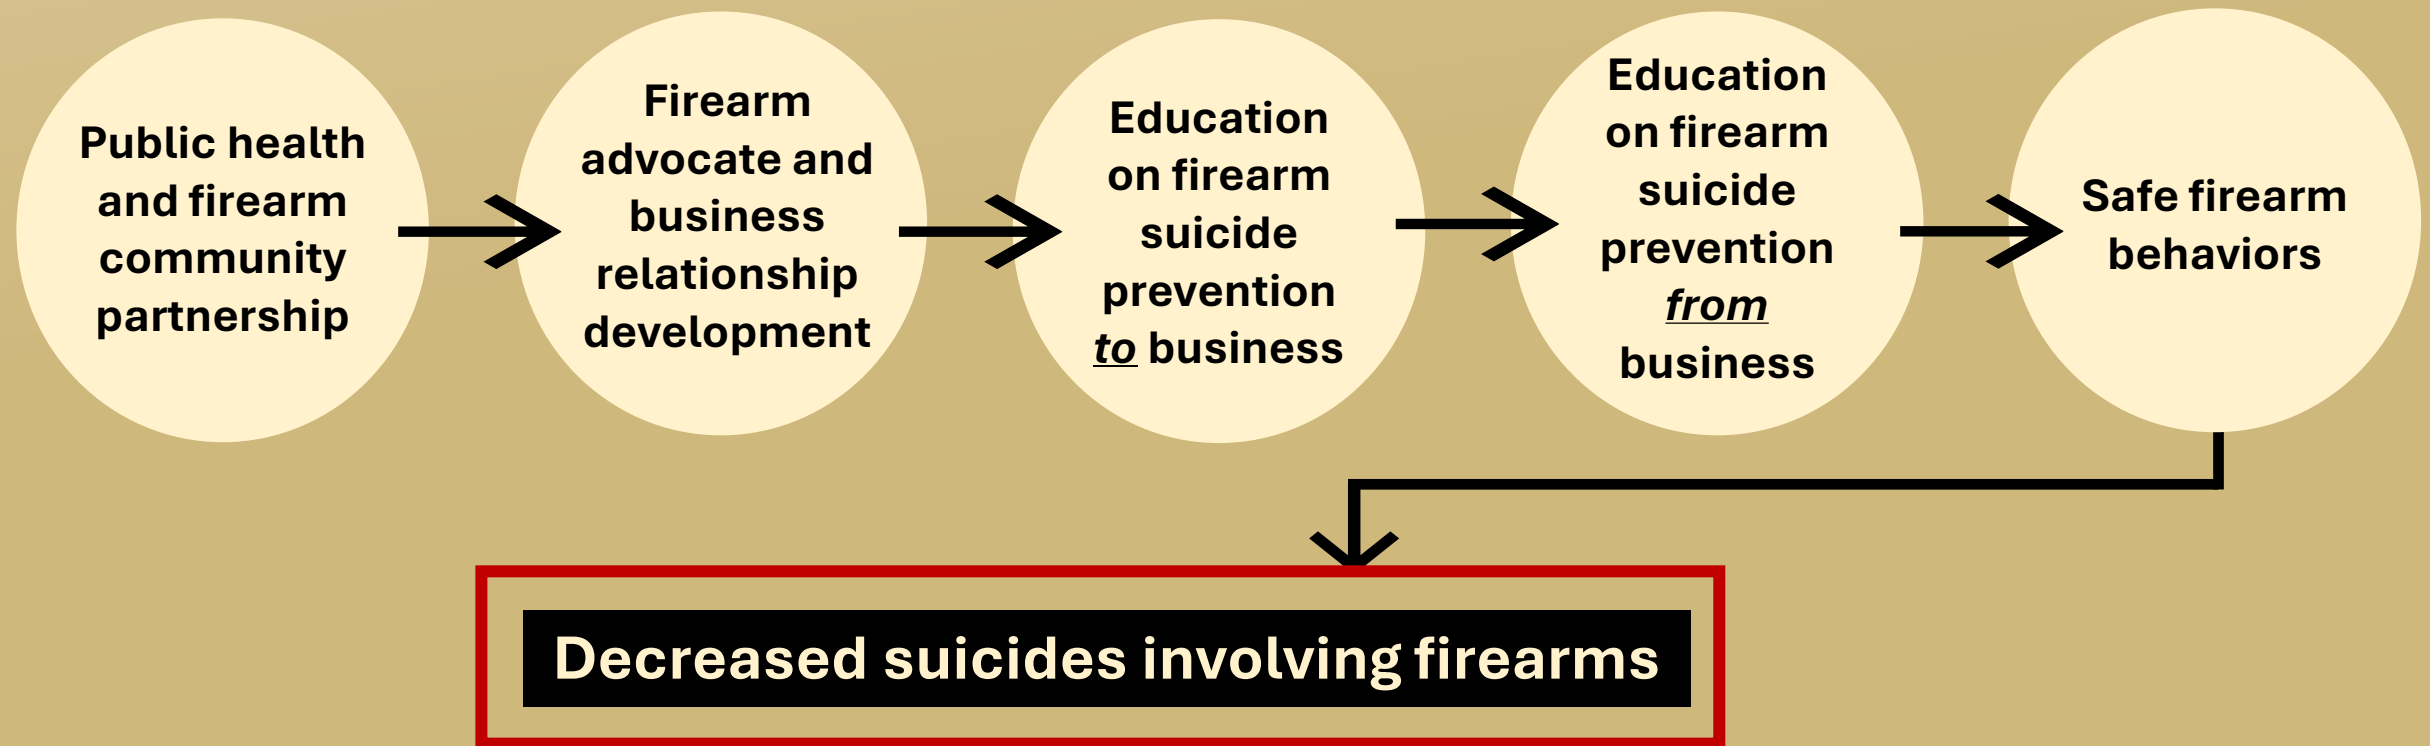 Public health
and firearm
community
partnership
Firearm
advocate and
business
relationship
development
Education
on firearm
suicide
prevention
to business
Education
on firearm
suicide
prevention
from
business
Safe firearm
behaviors
Decreased suicides involving firearms